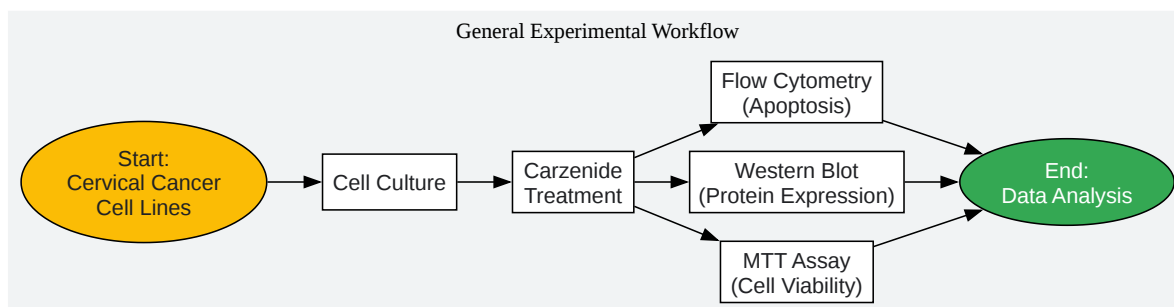 General Experimental Workflow
Start:
Cervical Cancer
Cell Lines
Cell Culture
Carzenide
Treatment
Flow Cytometry
(Apoptosis)
Western Blot
(Protein Expression)
MTT Assay
(Cell Viability)
End:
Data Analysis